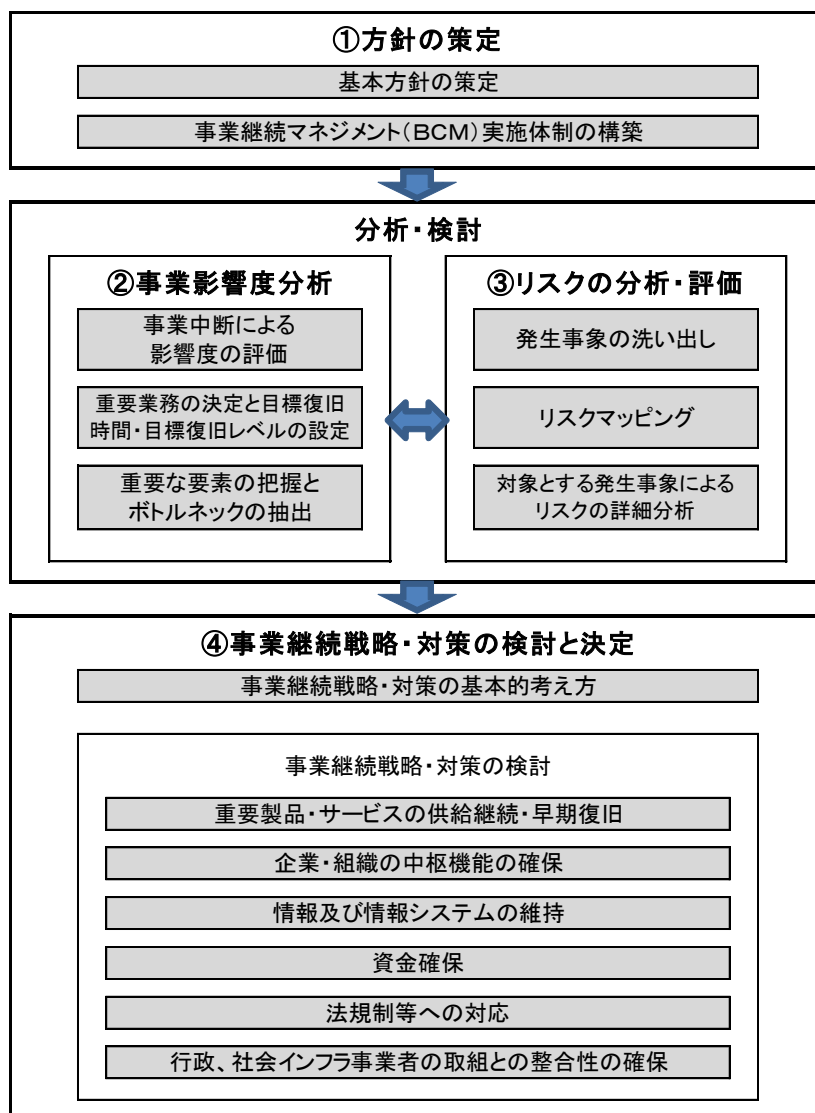 ①方針の策定
基本方針の策定
事業継続マネジメント(BCM)実施体制の構築
分析・検討
②事業影響度分析
事業中断による
影響度の評価
重要業務の決定と目標復旧
時間・目標復旧レベルの設定
重要な要素の把握と
ボトルネックの抽出
③リスクの分析・評価
発生事象の洗い出し
リスクマッピング
対象とする発生事象による
リスクの詳細分析
④事業継続戦略・対策の検討と決定
事業継続戦略・対策の基本的考え方
事業継続戦略・対策の検討
重要製品・サービスの供給継続・早期復旧
企業・組織の中枢機能の確保
情報及び情報システムの維持
資金確保
法規制等への対応
行政、社会インフラ事業者の取組との整合性の確保